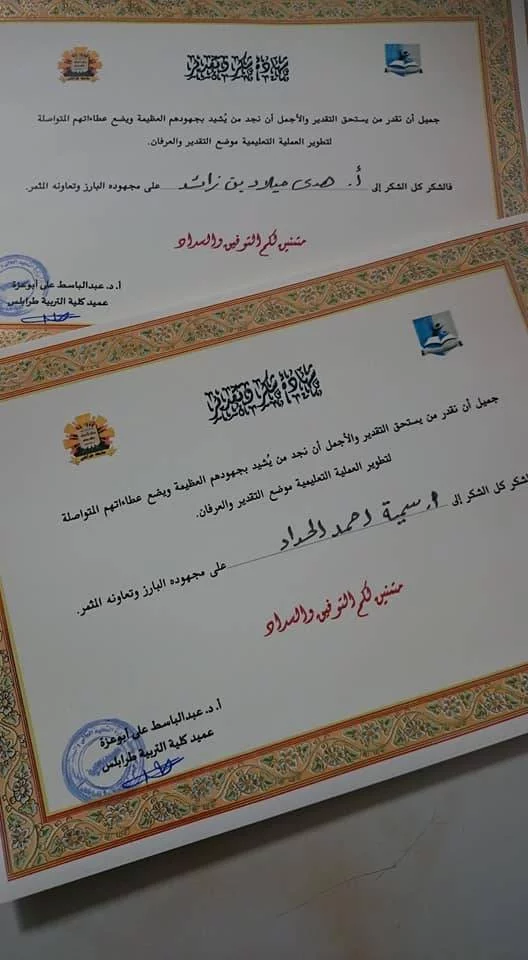 شهادة شكر وتقدير
جميل أن نقدر من يستحق التقدير والأجمل أن نجد من يُشيد بجهودهم العظيمة ويضع عطاءاتهم المتواصلة
لتطوير العملية التعليمية موضع التقدير والعرفان.
فالشكر كل الشكر إلى أ. هدى ميلاد بن زاشد على مجهوده البارز وتعاونه المثمر.
متمنين لكم التوفيق والسداد
أ. د. عبدالباسط علي أبوعزة
عميد كلية التربية طرابلس
شهادة شكر وتقدير
جميل أن نقدر من يستحق التقدير والأجمل أن نجد من يُشيد بجهودهم العظيمة ويضع عطاءاتهم المتواصلة
لتطوير العملية التعليمية موضع التقدير والعرفان.
فالشكر كل الشكر إلى أ. سمية احمد الحداد على مجهوده البارز وتعاونه المثمر.
متمنين لكم التوفيق والسداد
أ. د. عبدالباسط علي أبوعزة
عميد كلية التربية طرابلس